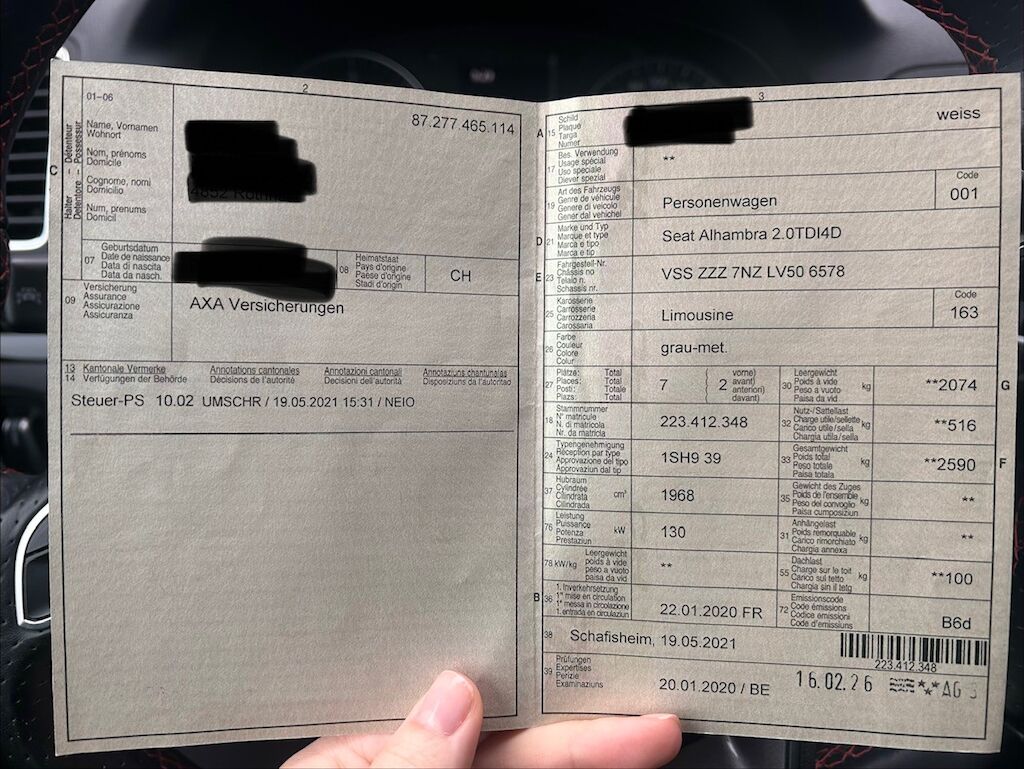 2
01-06
C
Halter – Détenteur
Detentore – Possessur
Name, Vornamen
Wohnort
Nom, prénoms
Domicile
Cognome, nomi
Domicilio
Num, prenums
Domicil
87.277.465.114
07
Geburtsdatum
Date de naissance
Data di nascita
Data da nasch.
08
Heimatstaat
Pays d'origine
Paese d'origine
Stadi d'origin
CH
09
Versicherung
Assurance
Assicurazione
Assicuranza
AXA Versicherungen
13 Kantonale Vermerke Annotations cantonales Annotazioni cantonali Annotaziuns chantunalas
14 Verfügungen der Behörde Décisions de l'autorité Decisioni dell'autorità Disposiziuns da l'autoritad
Steuer-PS 10.02 UMSCHR / 19.05.2021 15:31 / NEIO
3
A 15
Schild
Plaque
Targa
Numer
weiss
17
Bes. Verwendung
Usage spécial
Uso speciale
Diever spezial
**
19
Art des Fahrzeugs
Genre de véhicule
Genere di veicolo
Gener dal vehichel
Personenwagen
Code
001
D 21
Marke und Typ
Marque et type
Marca e tipo
Marca e tip
Seat Alhambra 2.0TDI4D
E 23
Fahrgestell-Nr.
Châssis no
Telaio n.
Schassis nr.
VSS ZZZ 7NZ LV50 6578
25
Karosserie
Carrosserie
Carrozzeria
Carossaria
Limousine
Code
163
26
Farbe
Couleur
Colore
Colur
grau-met.
27
Plätze: Total
Places: Total
Posti: Totale
Plazs: Total
7
2
vorne)
avant)
anteriori)
davant)
30
Leergewicht
Poids à vide
Peso a vuoto
Paisa da vid
kg
**2074
G
18
Stammnummer
N° matricule
N. di matricola
Nr. da matricla
223.412.348
32
Nutz-/Sattellast
Charge utile/sellette
Carico utile/sella
Chargia utila/sella
kg
**516
24
Typengenehmigung
Réception par type
Approvazione del tipo
Approvaziun dal tip
1SH9 39
33
Gesamtgewicht
Poids total
Peso totale
Paisa totala
kg
**2590
F
37
Hubraum
Cylindrée
Cilindrata
Cilindrada
cm³
1968
35
Gewicht des Zuges
Poids de l'ensemble
Peso del convoglio
Paisa cumposiziun
kg
**
76
Leistung
Puissance
Potenza
Prestaziun
kW
130
31
Anhängelast
Poids remorquable
Carico rimorchiato
Chargia annexa
kg
**
78 kW/kg
Leergewicht
poids à vide
peso a vuoto
paisa da vid
**
55
Dachlast
Charge sur le toit
Carico sul tetto
Chargia sin il tetg
kg
**100
B 36
1. Inverkehrsetzung
1re mise en circulation
1a messa in circolazione
1. entrada en circulaziun
22.01.2020 FR
72
Emissionscode
Code émissions
Codice emissioni
Code d'emissiuns
B6d
38
Schafisheim, 19.05.2021
223.412.348
39
Prüfungen
Expertises
Perizie
Examinaziuns
20.01.2020 / BE
16.02.26
AG